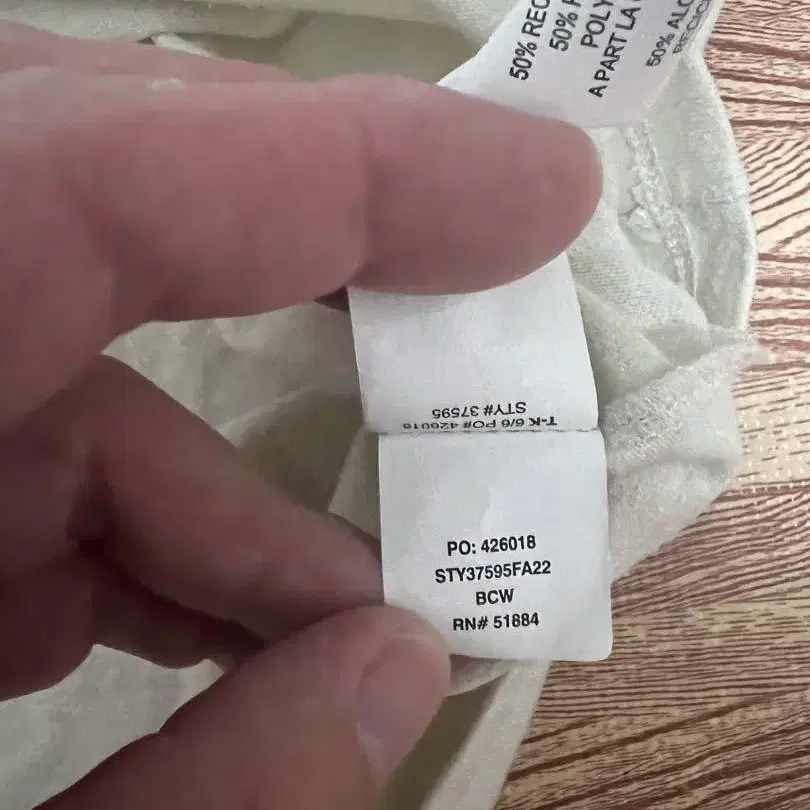 50% REC
50% P
POLY
A PART LA
50% ALG
RECIC
T-K 6/6 PO# 426018
STY# 37595
PO: 426018
STY37595FA22
BCW
RN# 51884